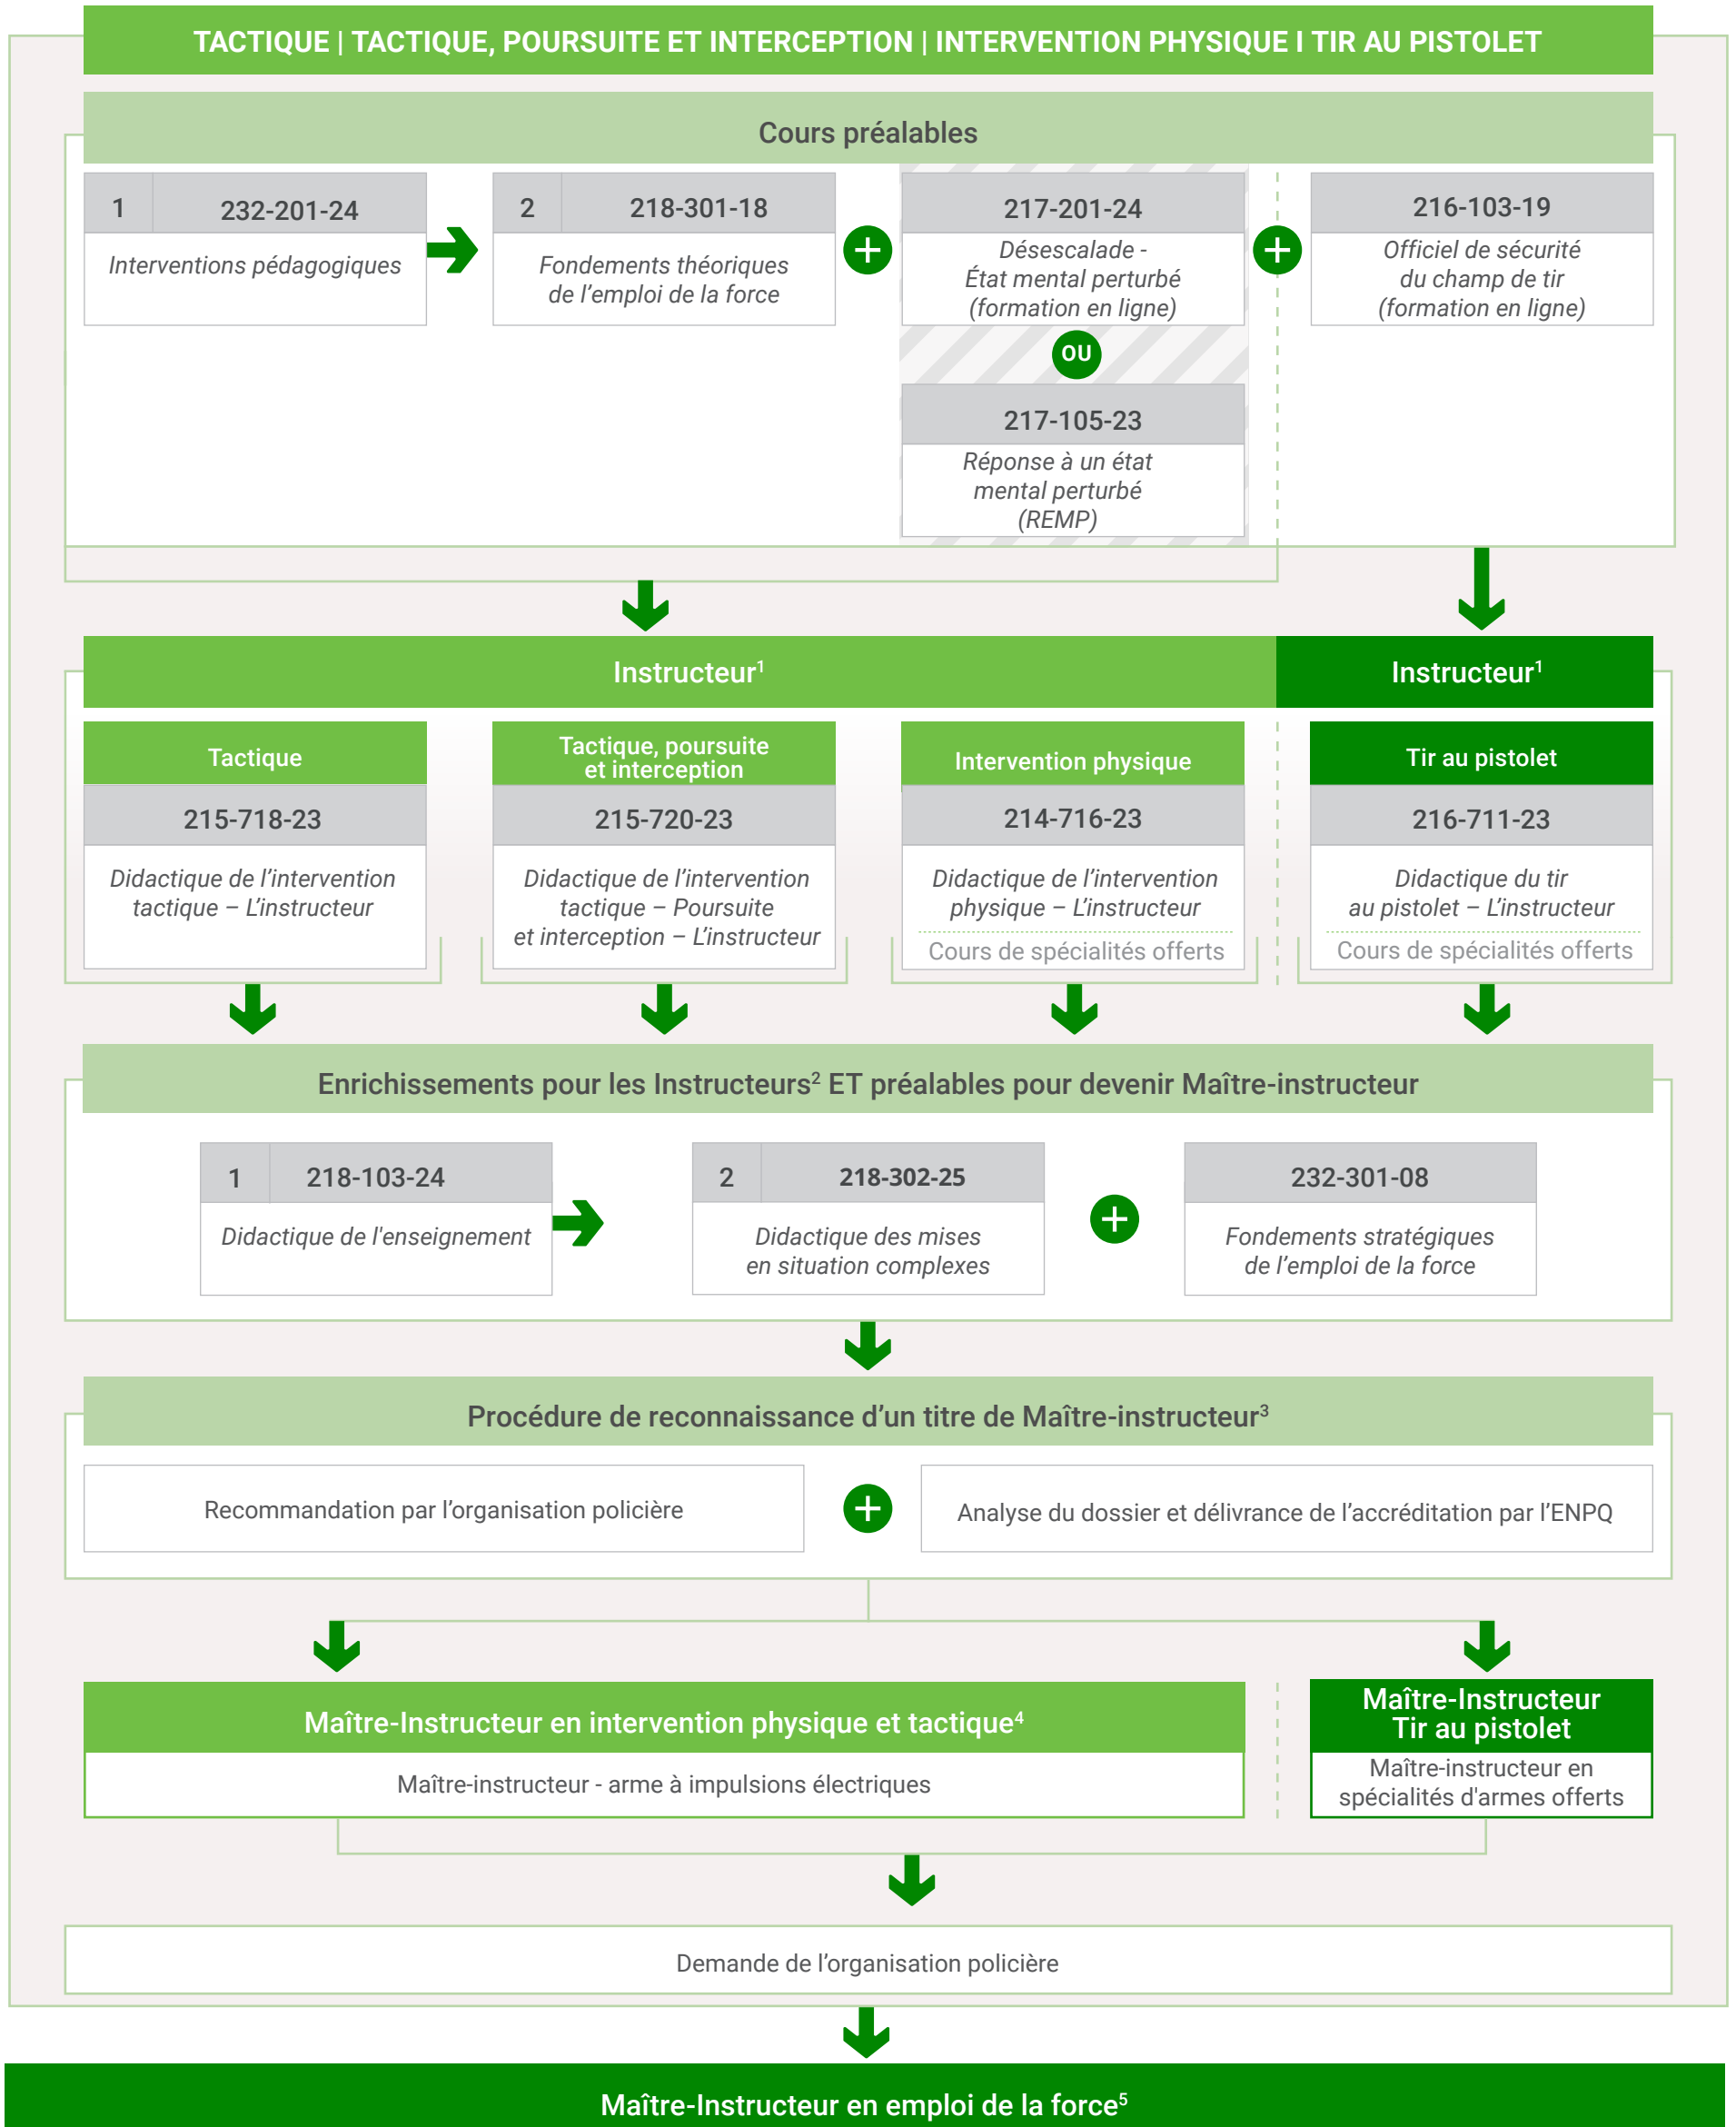 TACTIQUE | TACTIQUE, POURSUITE ET INTERCEPTION | INTERVENTION PHYSIQUE I TIR AU PISTOLET
Cours préalables
1
232-201-24
Interventions pédagogiques
2
218-301-18
Fondements théoriques
de l’emploi de la force
217-201-24
Désescalade -
État mental perturbé
(formation en ligne)
OU
217-105-23
Réponse à un état
mental perturbé
(REMP)
216-103-19
Officiel de sécurité
du champ de tir
(formation en ligne)
Instructeur¹
Instructeur¹
Tactique
215-718-23
Didactique de l’intervention
tactique – L’instructeur
Tactique, poursuite
et interception
215-720-23
Didactique de l’intervention
tactique – Poursuite
et interception – L’instructeur
Intervention physique
214-716-23
Didactique de l’intervention
physique – L’instructeur
Cours de spécialités offerts
Tir au pistolet
216-711-23
Didactique du tir
au pistolet – L’instructeur
Cours de spécialités offerts
Enrichissements pour les Instructeurs² ET préalables pour devenir Maître-instructeur
1
218-103-24
Didactique de l'enseignement
2
218-302-25
Didactique des mises
en situation complexes
232-301-08
Fondements stratégiques
de l’emploi de la force
Procédure de reconnaissance d’un titre de Maître-instructeur³
Recommandation par l’organisation policière
Analyse du dossier et délivrance de l’accréditation par l’ENPQ
Maître-Instructeur en intervention physique et tactique⁴
Maître-instructeur - arme à impulsions électriques
Maître-Instructeur
Tir au pistolet
Maître-instructeur en
spécialités d'armes offerts
Demande de l’organisation policière
Maître-Instructeur en emploi de la force⁵